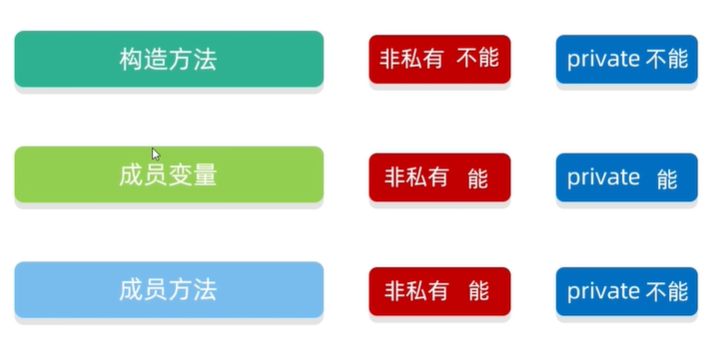 构造方法 非私有 不能 private 不能
成员变量 非私有 能 private 能
成员方法 非私有 能 private 不能